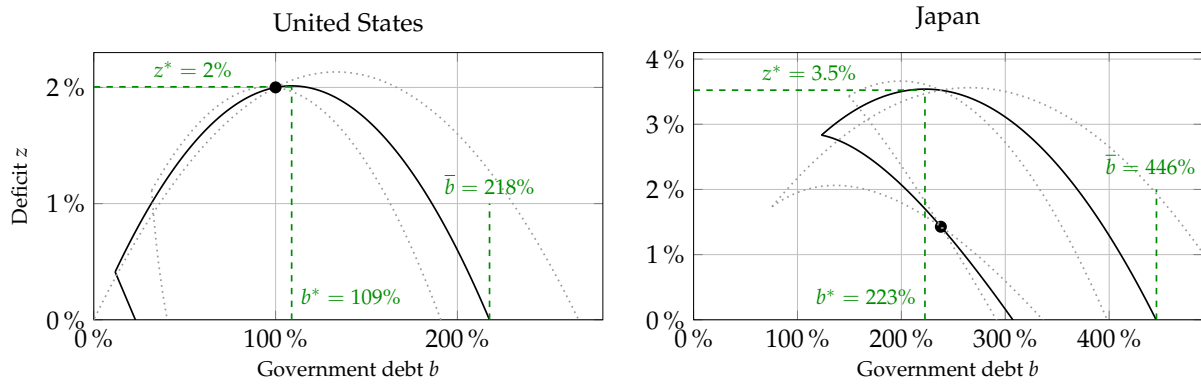 United States
2 %
1 %
0 %
Deficit z
z* = 2%
b̅ = 218%
b* = 109%
0 %
100 %
200 %
Government debt b
Japan
4 %
3 %
2 %
1 %
0 %
z* = 3.5%
b̅ = 446%
b* = 223%
0 %
100 %
200 %
300 %
400 %
Government debt b